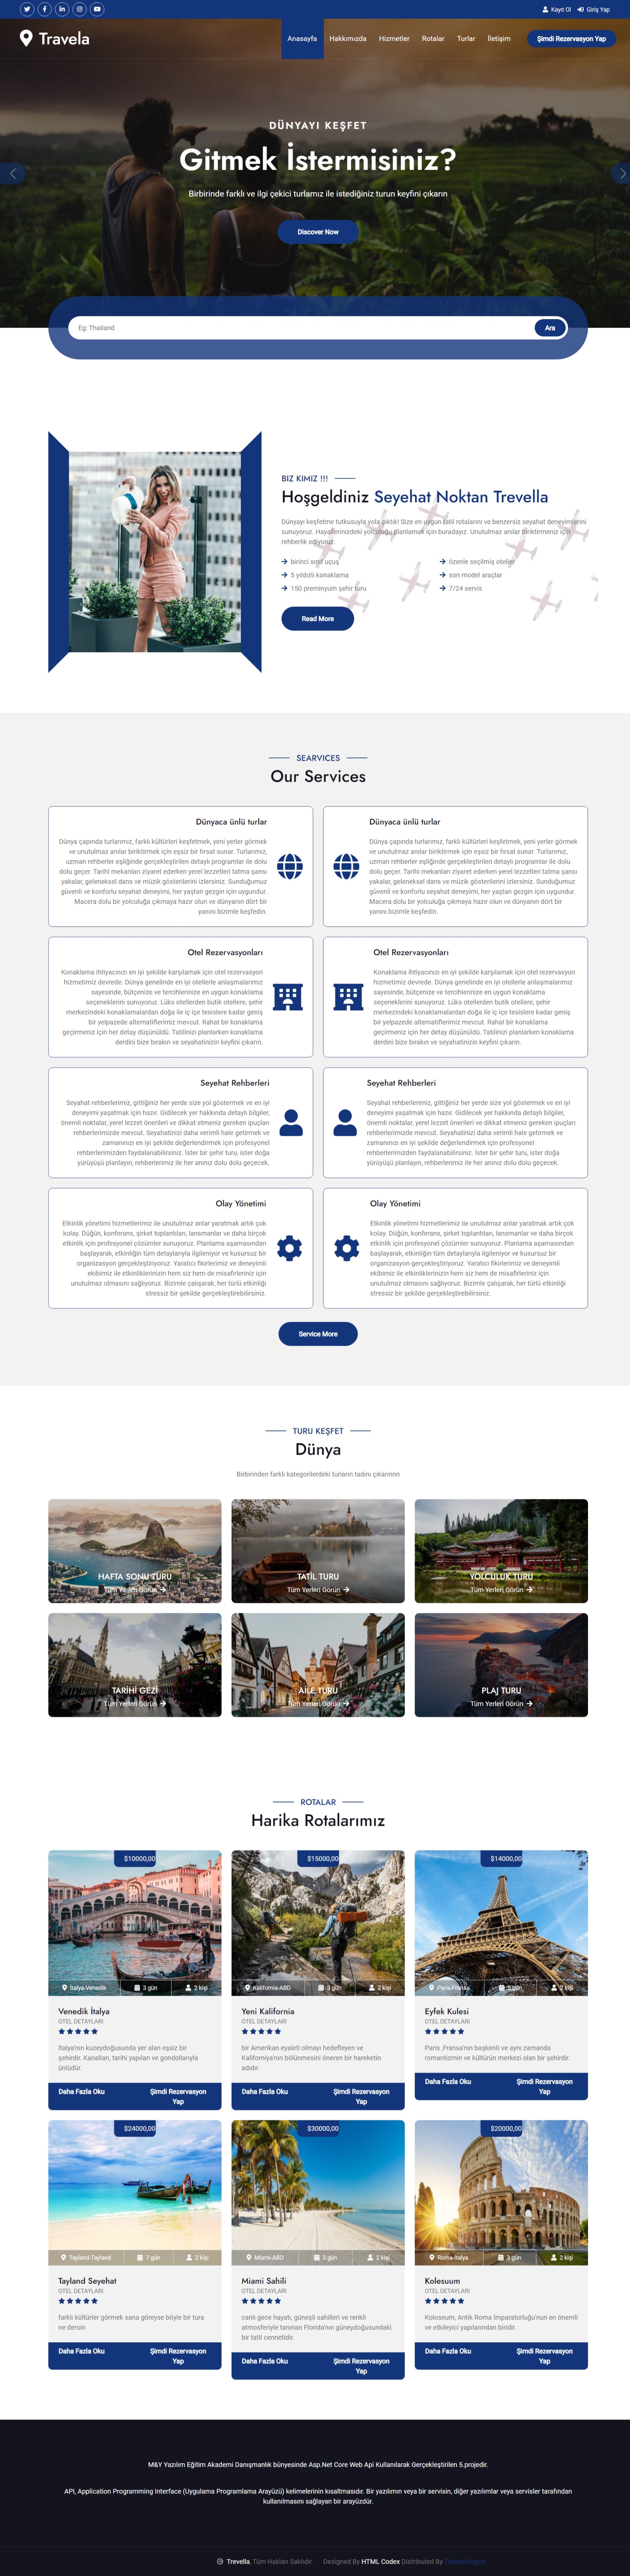 Kayıt Ol Giriş Yap
Travela
Anasayfa Hakkımızda Hizmetler Rotalar Turlar İletişim Şimdi Rezervasyon Yap
DÜNYAYI KEŞFET
Gitmek İstermisiniz?
Birbirinde farklı ve ilgi çekici turlamız ile istediğiniz turun keyfini çıkarın
Discover Now
Eg: Thailand Ara
BIZ KIMIZ !!!
Hoşgeldiniz Seyehat Noktan Trevella
Dünyayı keşfetme tutkusuyla yola çıktık! Size en uygun tatil rotalarını ve benzersiz seyahat deneyimlerini
sunuyoruz. Hayallerinizdeki yolculuğu planlamak için buradayız. Unutulmaz anılar biriktirmeniz için
rehberlik ediyoruz.
birinci sınıf uçuş
özenle seçilmiş oteller
5 yıldızlı konaklama
son model araçlar
150 preminyum şehir turu
7/24 servis
Read More
SEARVICES
Our Services
Dünyaca ünlü turlar
Dünya çapında turlarımız, farklı kültürleri keşfetmek, yeni yerler görmek
ve unutulmaz anılar biriktirmek için eşsiz bir fırsat sunar. Turlarımız,
uzman rehberler eşliğinde gerçekleştirilen detaylı programlar ile dolu
dolu geçer. Tarihi mekanları ziyaret ederken yerel lezzetleri tatma şansı
yakalar, geleneksel dans ve müzik gösterilerini izlersiniz. Sunduğumuz
güvenli ve konforlu seyahat deneyimi, her yaştan gezgin için uygundur.
Macera dolu bir yolculuğa çıkmaya hazır olun ve dünyanın dört bir
yanını bizimle keşfedin.
Dünyaca ünlü turlar
Dünya çapında turlarımız, farklı kültürleri keşfetmek, yeni yerler görmek
ve unutulmaz anılar biriktirmek için eşsiz bir fırsat sunar. Turlarımız,
uzman rehberler eşliğinde gerçekleştirilen detaylı programlar ile dolu
dolu geçer. Tarihi mekanları ziyaret ederken yerel lezzetleri tatma şansı
yakalar, geleneksel dans ve müzik gösterilerini izlersiniz. Sunduğumuz
güvenli ve konforlu seyahat deneyimi, her yaştan gezgin için uygundur.
Macera dolu bir yolculuğa çıkmaya hazır olun ve dünyanın dört bir
yanını bizimle keşfedin.
Otel Rezervasyonları
Konaklama ihtiyacınızı en iyi şekilde karşılamak için otel rezervasyon
hizmetimiz devrede. Dünya genelinde en iyi otellerle anlaşmalarımız
sayesinde, bütçenize ve tercihlerinize en uygun konaklama
seçeneklerini sunuyoruz. Lüks otellerden butik otellere, şehir
merkezindeki konaklamalardan doğa ile iç içe tesislere kadar geniş
bir yelpazede alternatiflerimiz mevcut. Rahat bir konaklama
geçirmeniz için her detay düşünüldü. Tatilinizi planlarken konaklama
derdini bize bırakın ve seyahatinizin keyfini çıkarın.
Otel Rezervasyonları
Konaklama ihtiyacınızı en iyi şekilde karşılamak için otel rezervasyon
hizmetimiz devrede. Dünya genelinde en iyi otellerle anlaşmalarımız
sayesinde, bütçenize ve tercihlerinize en uygun konaklama
seçeneklerini sunuyoruz. Lüks otellerden butik otellere, şehir
merkezindeki konaklamalardan doğa ile iç içe tesislere kadar geniş
bir yelpazede alternatiflerimiz mevcut. Rahat bir konaklama
geçirmeniz için her detay düşünüldü. Tatilinizi planlarken konaklama
derdini bize bırakın ve seyahatinizin keyfini çıkarın.
Seyehat Rehberleri
Seyahat rehberlerimiz, gittiğiniz her yerde size yol göstermek ve en iyi
deneyimi yaşatmak için hazır. Gidilecek yer hakkında detaylı bilgiler,
önemli noktalar, yerel lezzet önerileri ve dikkat etmeniz gereken ipuçları
rehberlerimizde mevcut. Seyahatinizi daha verimli hale getirmek ve
zamanınızı en iyi şekilde değerlendirmek için profesyonel
rehberlerimizden faydalanabilirsiniz. İster bir şehir turu, ister doğa
yürüyüşü planlayın, rehberlerimiz ile her anınız dolu dolu geçecek.
Seyehat Rehberleri
Seyahat rehberlerimiz, gittiğiniz her yerde size yol göstermek ve en iyi
deneyimi yaşatmak için hazır. Gidilecek yer hakkında detaylı bilgiler,
önemli noktalar, yerel lezzet önerileri ve dikkat etmeniz gereken ipuçları
rehberlerimizde mevcut. Seyahatinizi daha verimli hale getirmek ve
zamanınızı en iyi şekilde değerlendirmek için profesyonel
rehberlerimizden faydalanabilirsiniz. İster bir şehir turu, ister doğa
yürüyüşü planlayın, rehberlerimiz ile her anınız dolu dolu geçecek.
Olay Yönetimi
Etkinlik yönetimi hizmetlerimiz ile unutulmaz anlar yaratmak artık çok
kolay. Düğün, konferans, şirket toplantıları, lansmanlar ve daha birçok
etkinlik için profesyonel çözümler sunuyoruz. Planlama aşamasından
başlayarak, etkinliğin tüm detaylarıyla ilgileniyor ve kusursuz bir
organizasyon gerçekleştiriyoruz. Yaratıcı fikirlerimiz ve deneyimli
ekibimiz ile etkinliklerinizin hem siz hem de misafirleriniz için
unutulmaz olmasını sağlıyoruz. Bizimle çalışarak, her türlü etkinliği
stressiz bir şekilde gerçekleştirebilirsiniz.
Olay Yönetimi
Etkinlik yönetimi hizmetlerimiz ile unutulmaz anlar yaratmak artık çok
kolay. Düğün, konferans, şirket toplantıları, lansmanlar ve daha birçok
etkinlik için profesyonel çözümler sunuyoruz. Planlama aşamasından
başlayarak, etkinliğin tüm detaylarıyla ilgileniyor ve kusursuz bir
organizasyon gerçekleştiriyoruz. Yaratıcı fikirlerimiz ve deneyimli
ekibimiz ile etkinliklerinizin hem siz hem de misafirleriniz için
unutulmaz olmasını sağlıyoruz. Bizimle çalışarak, her türlü etkinliği
stressiz bir şekilde gerçekleştirebilirsiniz.
Service More
TURU KEŞFET
Dünya
Birbirinden farklı kategorilerdeki turların tadını çıkarınnn
HAFTA SONU TURU
Tüm Yerleri Görün
TATİL TURU
Tüm Yerleri Görün
YOLCULUK TURU
Tüm Yerleri Görün
TARİHİ GEZİ
Tüm Yerleri Görün
AİLE TURU
Tüm Yerleri Görün
PLAJ TURU
Tüm Yerleri Görün
ROTALAR
Harika Rotalarımız
$10000,00
İtalya-Venedik 3 gün 2 kişi
Venedik İtalya
OTEL DETAYLARI
İtalya'nın kuzeydoğusunda yer alan eşsiz bir
şehirdir. Kanalları, tarihi yapıları ve gondollarıyla
ünlüdür.
Daha Fazla Oku Şimdi Rezervasyon
Yap
$15000,00
Kalifornia-ABD 3 gün 2 kişi
Yeni Kalifornia
OTEL DETAYLARI
bir Amerikan eyaleti olmayı hedefleyen ve
Kaliforniya'nın bölünmesini öneren bir hareketin
adıdır.
Daha Fazla Oku Şimdi Rezervasyon
Yap
$14000,00
Paris-Fransa gün 2 kişi
Eyfek Kulesi
OTEL DETAYLARI
Paris ,Fransa'nın başkenti ve aynı zamanda
romantizmin ve kültürün merkezi olan bir şehirdir.
Daha Fazla Oku Şimdi Rezervasyon
Yap
$24000,00
Tayland-Tayland 7 gün 2 kişi
Tayland Seyehat
OTEL DETAYLARI
farklı kültürler görmek sana göreyse böyle bir tura
ne dersin
Daha Fazla Oku Şimdi Rezervasyon
Yap
$30000,00
Miami-ABD 3 gün 2 kişi
Miami Sahili
OTEL DETAYLARI
canlı gece hayatı, güneşli sahilleri ve renkli
atmosferiyle tanınan Florida'nın güneydoğusundaki
bir tatil cennetidir.
Daha Fazla Oku Şimdi Rezervasyon
Yap
$20000,00
Roma-İtalya 3 gün 2 kişi
Kolesuum
OTEL DETAYLARI
Koloseum, Antik Roma İmparatorluğu'nun en önemli
ve etkileyici yapılarından biridir.
Daha Fazla Oku Şimdi Rezervasyon
Yap
M&Y Yazılım Eğitim Akademi Danışmanlık bünyesinde Asp.Net Core Web Api Kullanılarak Gerçekleştirilen 5.projedir.
API, Application Programming Interface (Uygulama Programlama Arayüzü) kelimelerinin kısaltmasıdır. Bir yazılımın veya bir servisin, diğer yazılımlar veya servisler tarafından
kullanılmasını sağlayan bir arayüzdür.
Trevella, Tüm Hakları Saklıdır. Designed By HTML Codex Distributed By ThemeWagon